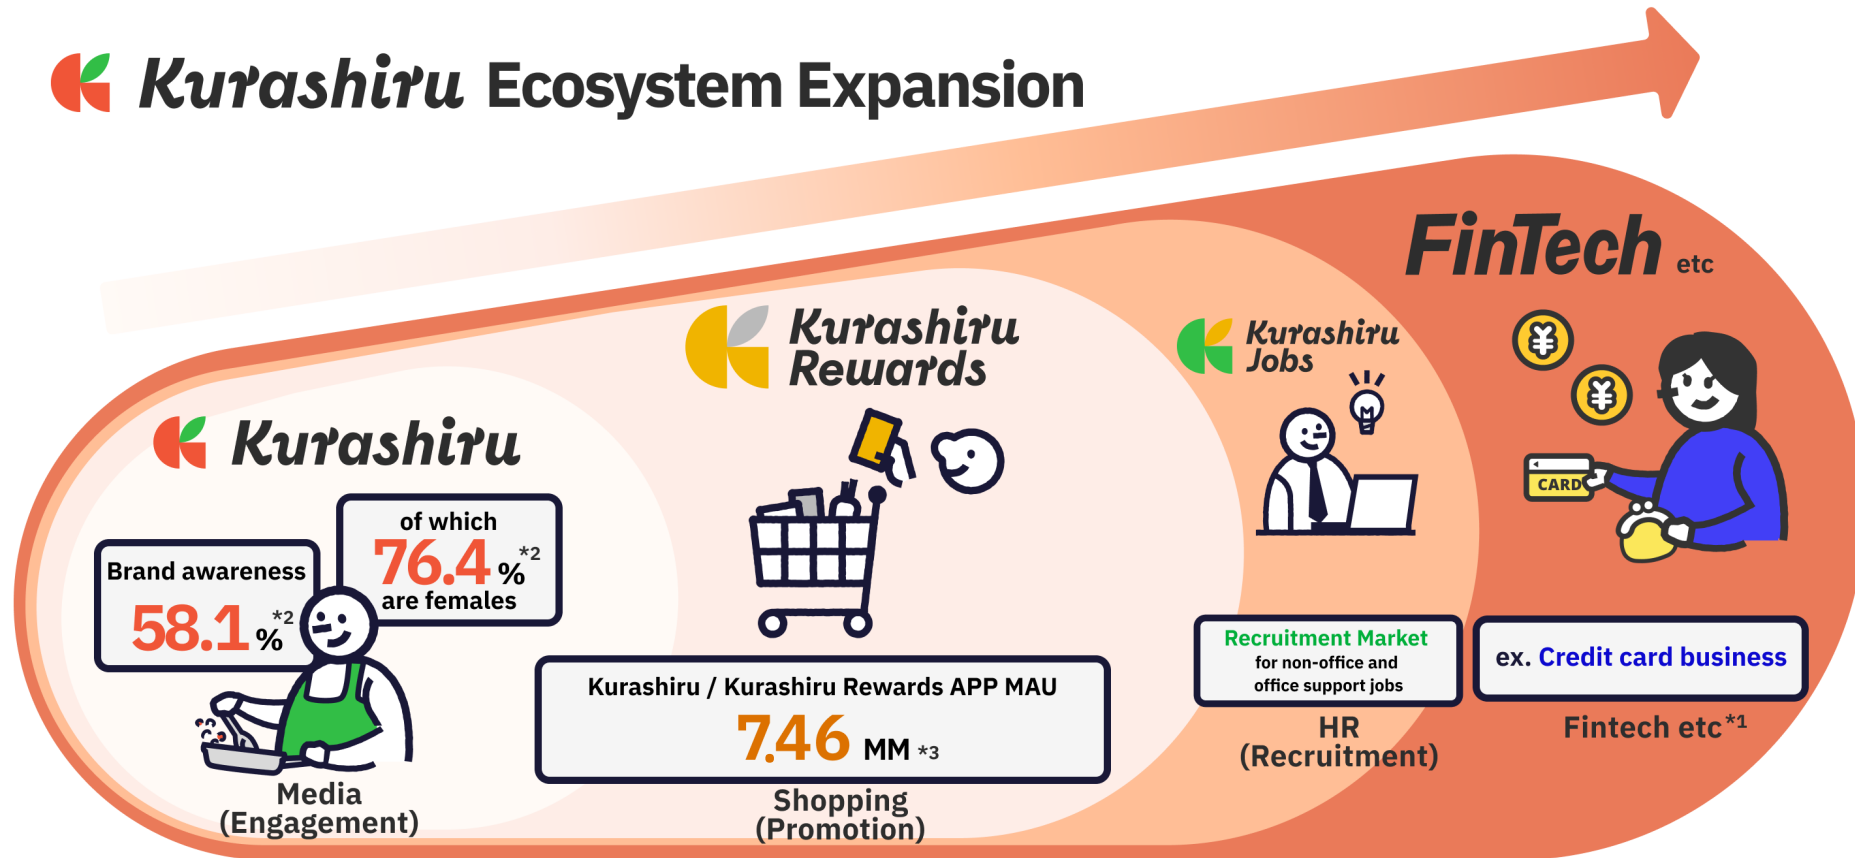 Kurashiru Ecosystem Expansion
FinTech etc
Kurashiru
Rewards
Kurashiru
Jobs
Kurashiru
of which
76.4 % *2
are females
Brand awareness
58.1 % *2
CARD
Kurashiru / Kurashiru Rewards APP MAU
7.46 MM *3
Recruitment Market
for non-office and
office support jobs
ex. Credit card business
Media
(Engagement)
Shopping
(Promotion)
HR
(Recruitment)
Fintech etc*1